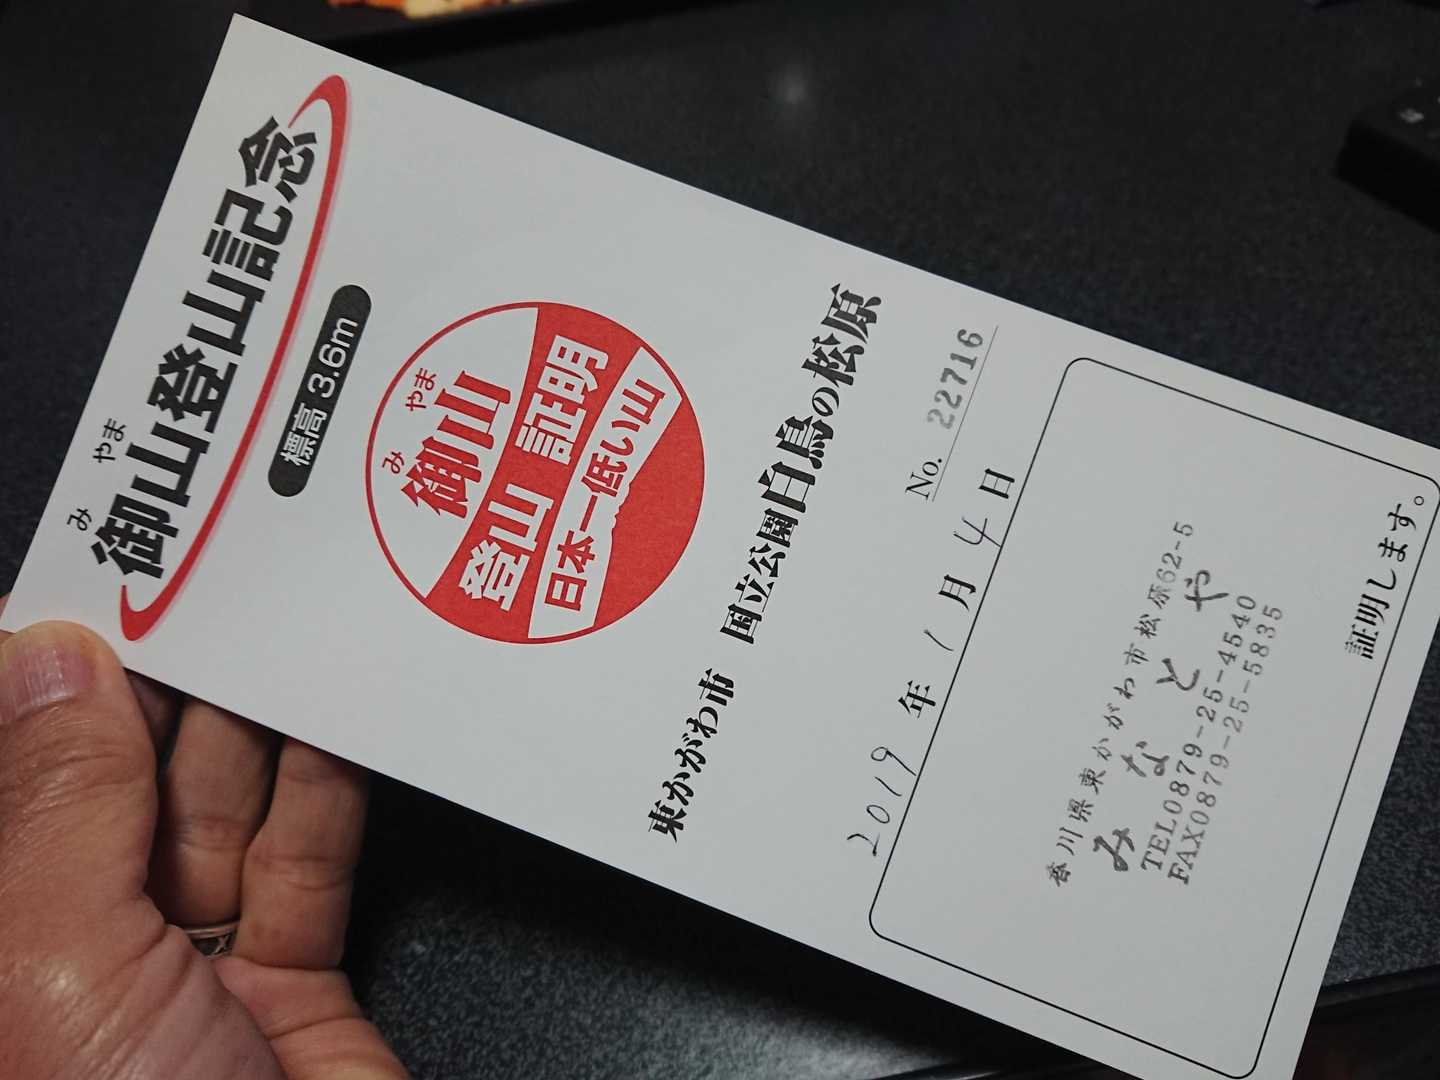 みやま
御山登山記念
標高 3.6m
みやま
御山
登山 証明
日本一低い山
東かがわ市 国立公園白鳥の松原
No. 22716
2019年1月4日
香川県東かがわ市松原62-5
みなとや
TEL0879-25-4540
FAX0879-25-5835
証明します。